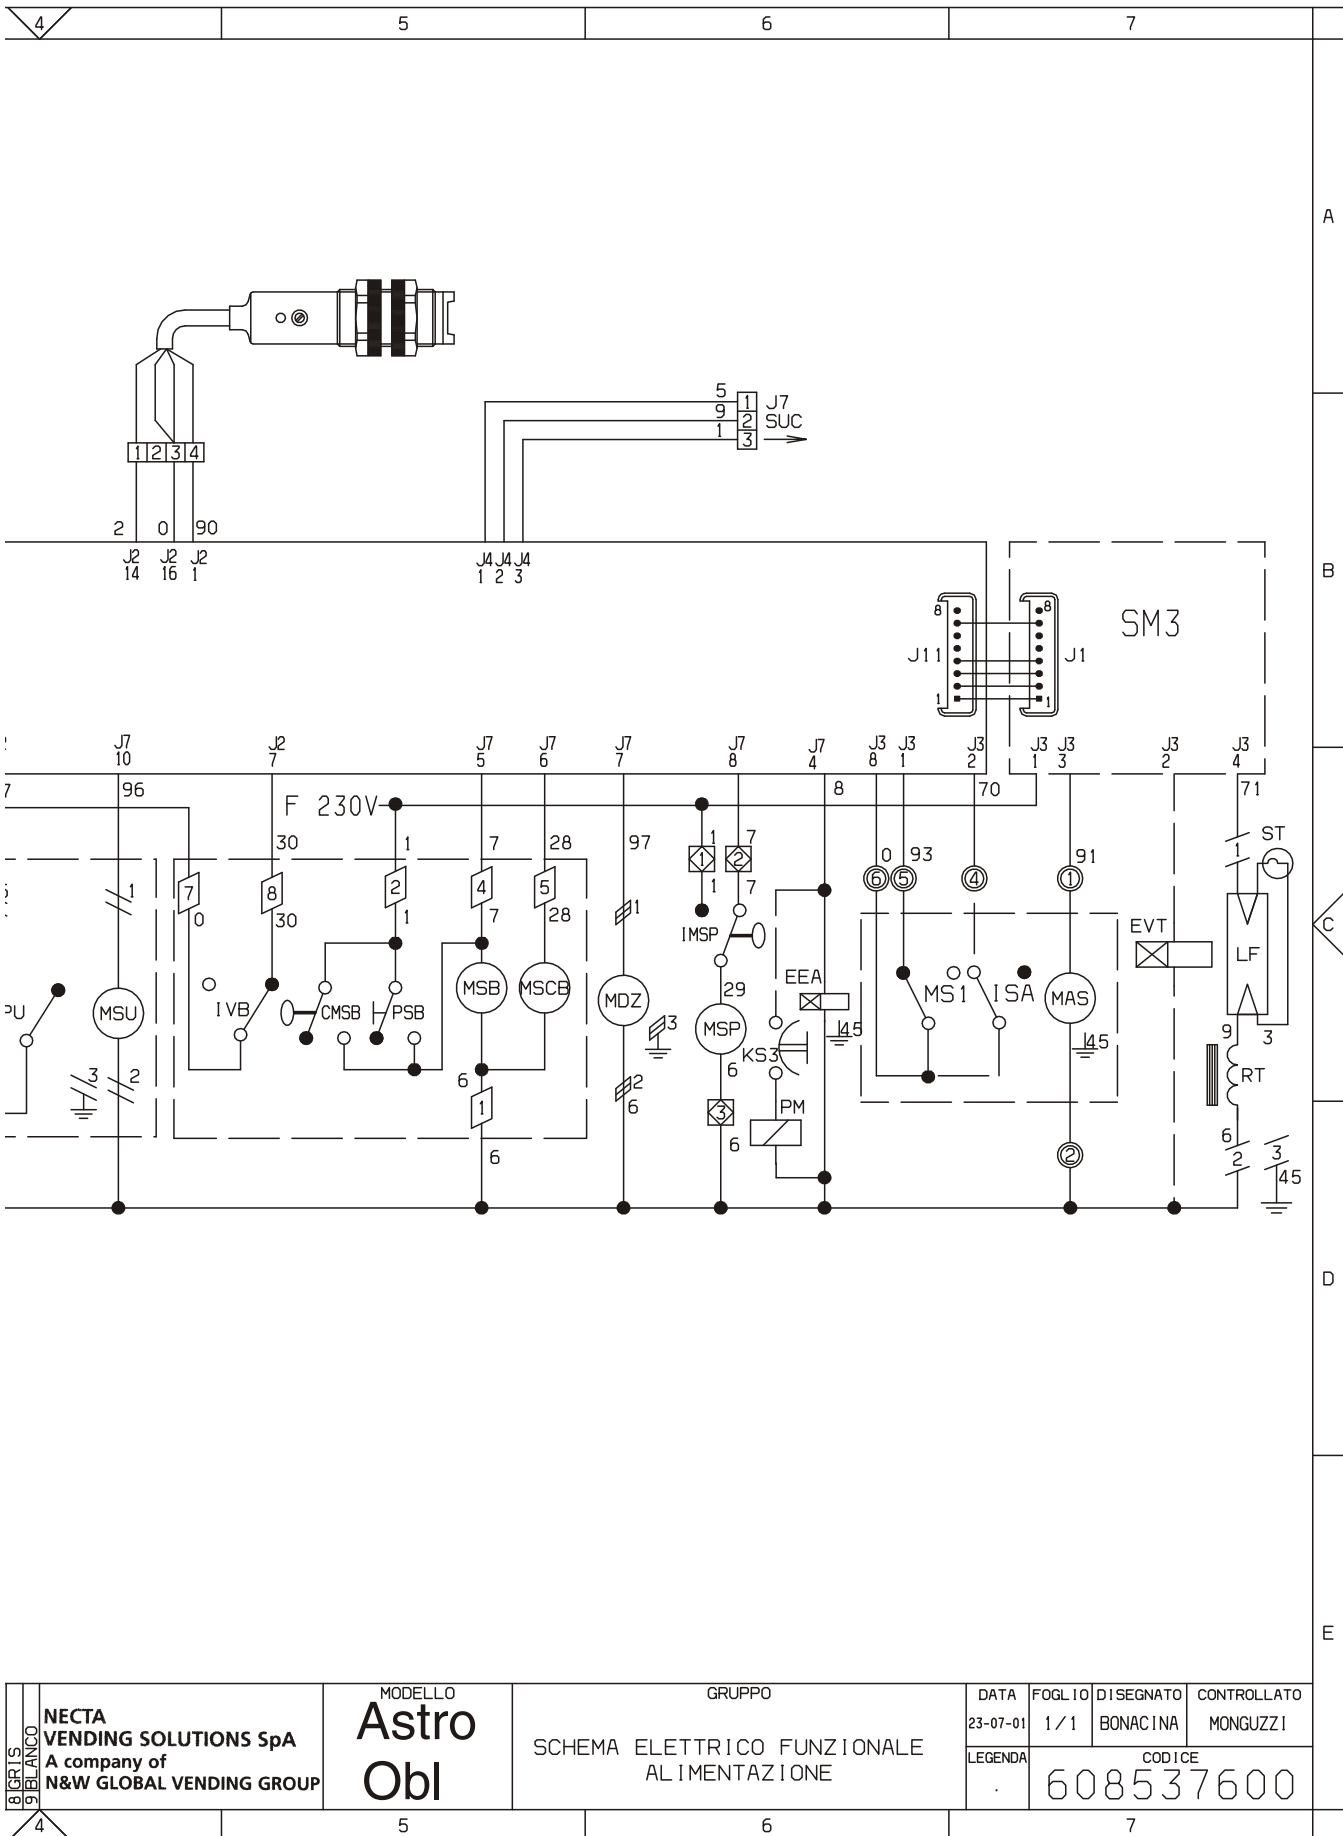 4 5 6 7
A
5 1 J7
9 2 SUC
1 3
1 2 3 4
2 0 90
J2 J2 J2 J4 J4 J4
14 16 1 1 2 3
B
SM3
8 8
J11 J1
1 1
J7 J2 J7 J7 J7 J7 J7 J3 J3 J3 J3 J3 J3 J3
10 7 5 6 7 8 4 8 1 2 1 3 2 4
7 96 8 70 71
F 230V
30 1 7 28 97 1 7 0 93 91 1 ST
7 8 2 4 5 1 2 6 5 4 1
1 0 30 1 7 28 1 1 7
C
IMSP EVT
LF
EEA
PU MSU IVB CMSB PSB MSB MSCB MDZ 29 MS1 ISA MAS
MSP 45 45
3 KS3 9 3
3 2 6 2 6 RT
1 6 3 PM
6 6 2 6 2 3
45
D
E
8 GRIS
9 BLANCO
NECTA
VENDING SOLUTIONS SpA
A company of
N&W GLOBAL VENDING GROUP
MODELLO
Astro
Obl
GRUPPO
SCHEMA ELETTRICO FUNZIONALE
ALIMENTAZIONE
DATA FOGLIO DISEGNATO CONTROLLATO
23-07-01 1/1 BONACINA MONGUZZI
LEGENDA CODICE
. 608537600
4 5 6 7